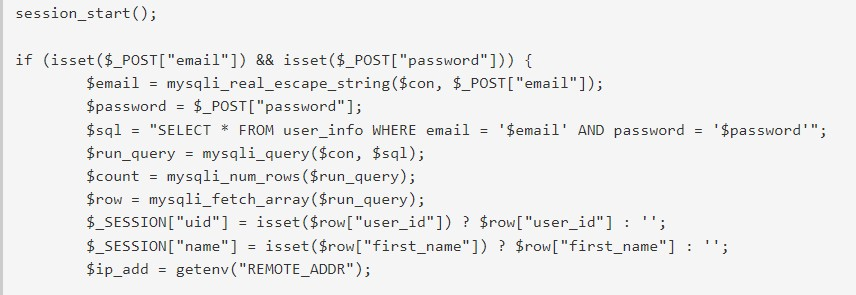 session_start();
if (isset($_POST["email"]) && isset($_POST["password"])) {
$email = mysqli_real_escape_string($con, $_POST["email"]);
$password = $_POST["password"];
$sql = "SELECT * FROM user_info WHERE email = '$email' AND password = '$password'";
$run_query = mysqli_query($con, $sql);
$count = mysqli_num_rows($run_query);
$row = mysqli_fetch_array($run_query);
$_SESSION["uid"] = isset($row["user_id"]) ? $row["user_id"] : '';
$_SESSION["name"] = isset($row["first_name"]) ? $row["first_name"] : '';
$ip_add = getenv("REMOTE_ADDR");